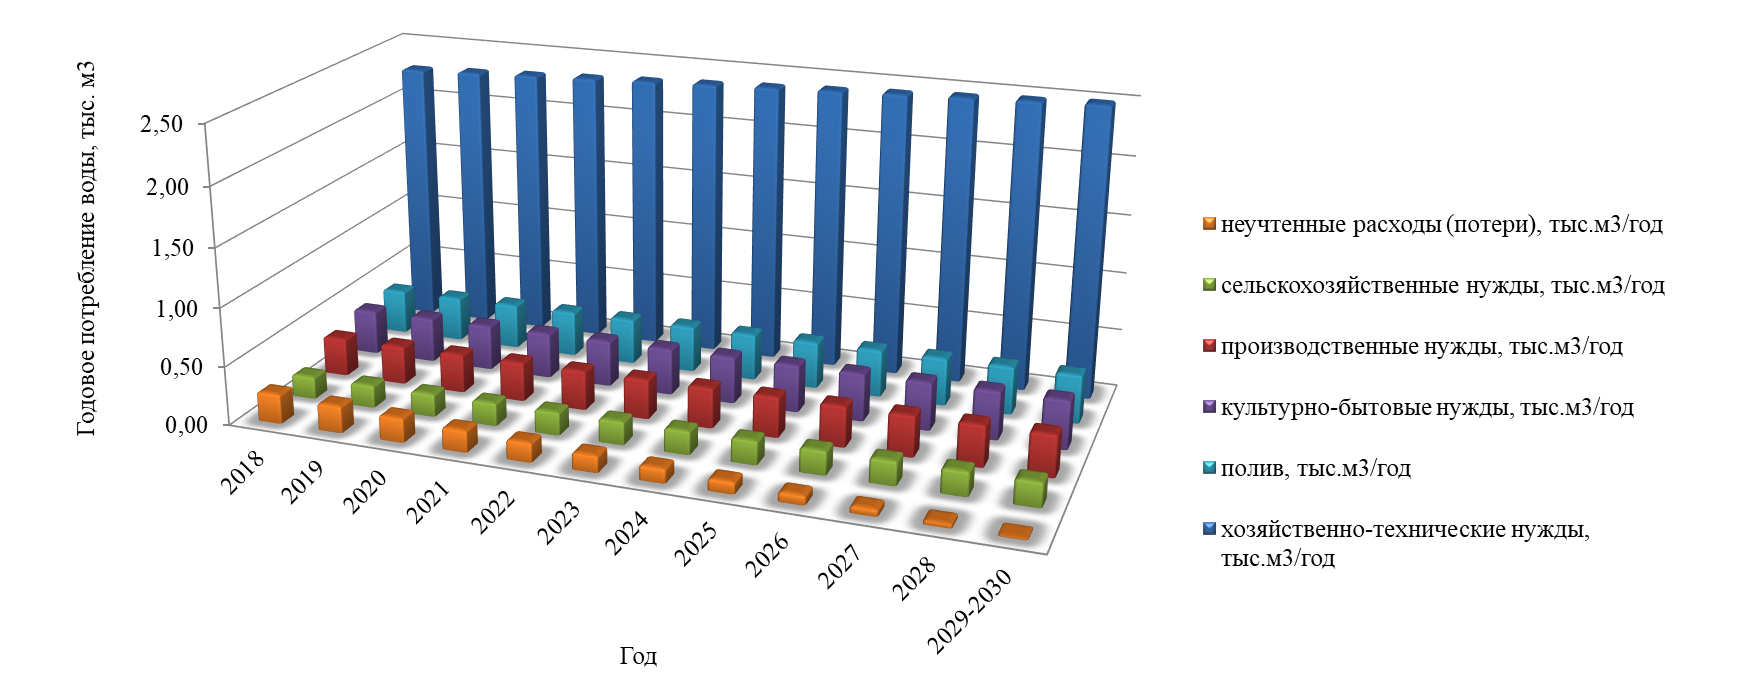 Годовое потребление воды, тыс. м3
2,50
2,00
1,50
1,00
0,50
0,00
2018
2019
2020
2021
2022
2023
2024
2025
2026
2027
2028
2029-2030
Год
неучтенные расходы (потери), тыс.м3/год
сельскохозяйственные нужды, тыс.м3/год
производственные нужды, тыс.м3/год
культурно-бытовые нужды, тыс.м3/год
полив, тыс.м3/год
хозяйственно-технические нужды,
тыс.м3/год